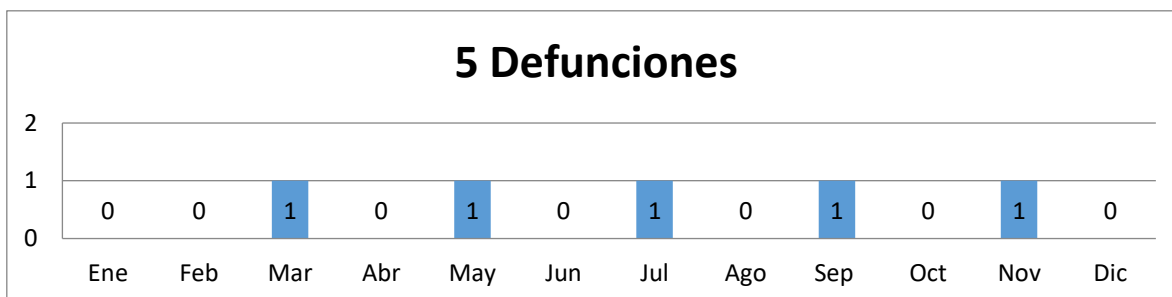 5 Defunciones
2
1
0
0 0 1 0 1 0 1 0 1 0 1 0
Ene Feb Mar Abr May Jun Jul Ago Sep Oct Nov Dic